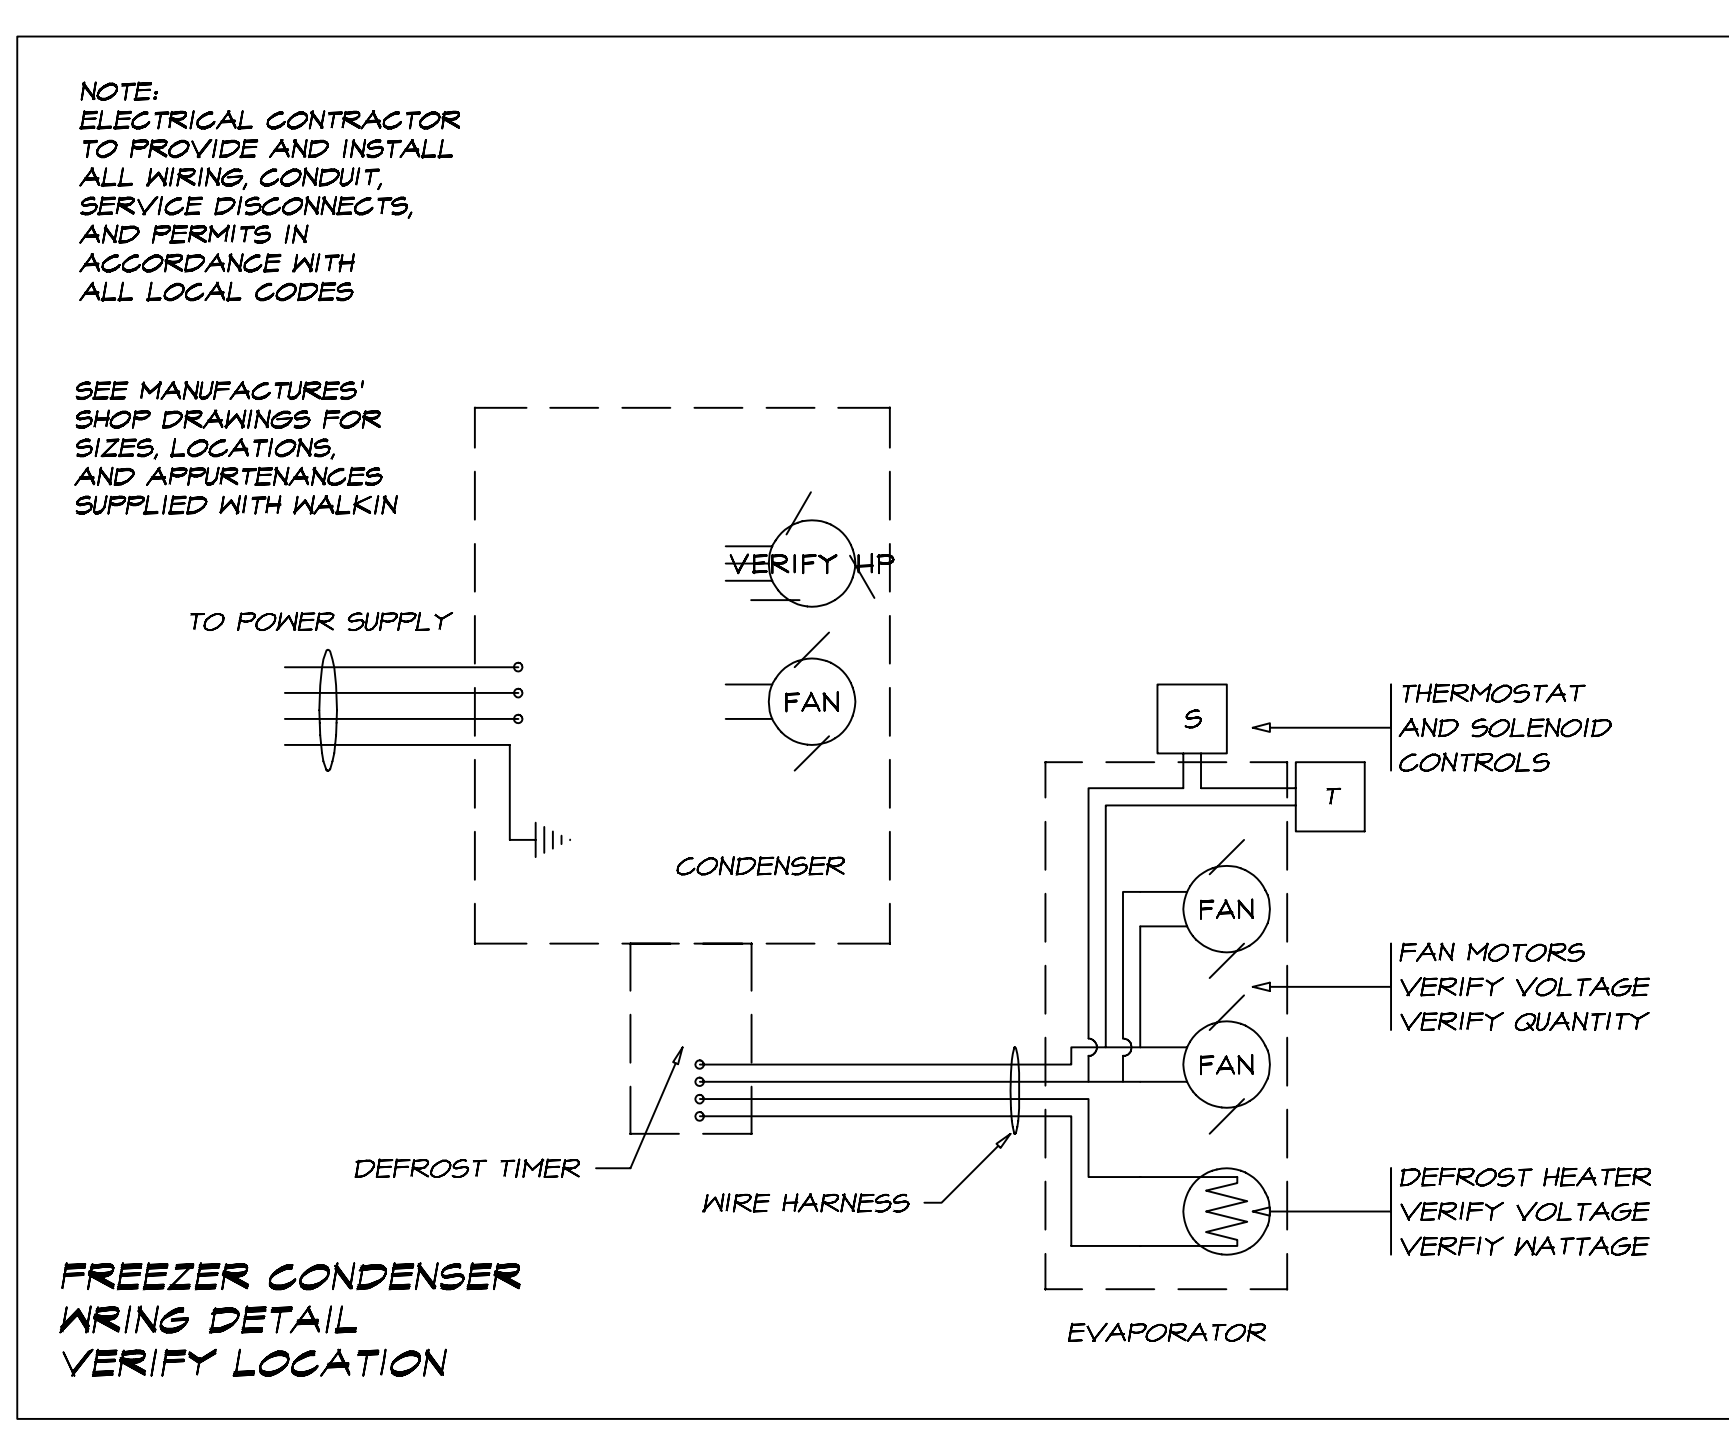 NOTE:
ELECTRICAL CONTRACTOR
TO PROVIDE AND INSTALL
ALL WIRING, CONDUIT,
SERVICE DISCONNECTS,
AND PERMITS IN
ACCORDANCE WITH
ALL LOCAL CODES
SEE MANUFACTURES'
SHOP DRAWINGS FOR
SIZES, LOCATIONS,
AND APPURTENANCES
SUPPLIED WITH WALKIN
VERIFY HP
TO POWER SUPPLY
FAN
CONDENSER
S
THERMOSTAT
AND SOLENOID
CONTROLS
T
FAN
FAN MOTORS
VERIFY VOLTAGE
VERIFY QUANTITY
FAN
DEFROST TIMER
WIRE HARNESS
DEFROST HEATER
VERIFY VOLTAGE
VERFIY WATTAGE
EVAPORATOR
FREEZER CONDENSER
WRING DETAIL
VERIFY LOCATION